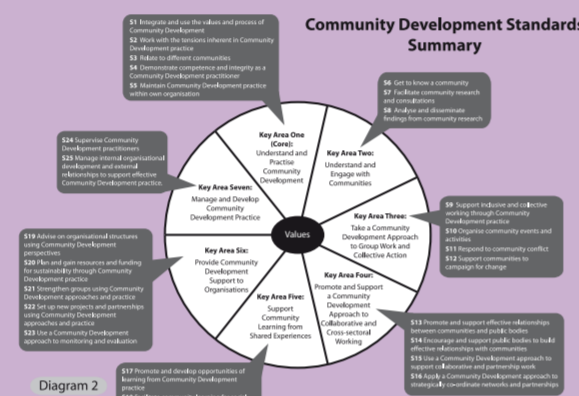 Community Development Standards
Summary
S1 Integrate and use the values and process of
Community Development
S2 Work with the tensions inherent in Community
Development practice
S3 Relate to different communities
S4 Demonstrate competence and integrity as a
Community Development practitioner
S5 Maintain Community Development practice
within own organisation
S6 Get to know a community
S7 Facilitate community research
and consultations
S8 Analyse and disseminate
findings from community research
Key Area One
(Core):
Understand and
Practise
Community
Development
Key Area Two:
Understand and
Engage with
Communities
S24 Supervise Community
Development practitioners
S25 Manage internal organisational
development and external
relationships to support effective
Community Development practice.
Key Area Seven:
Manage and Develop
Community
Development Practice
S9 Support inclusive and collective
working through Community
Development practice
S10 Organise community events and
activities
S11 Respond to community conflict
S12 Support communities to
campaign for change
Key Area Three:
Take a Community
Development Approach
to Group Work and
Collective Action
Values
S19 Advise on organisational structures
using Community Development
perspectives
S20 Plan and gain resources and funding
for sustainability through Community
Development practice
S21 Strengthen groups using Community
Development approaches and practice
S22 Set up new projects and partnerships
using Community Development
approaches and practice
S23 Use a Community Development
approach to monitoring and evaluation
Key Area Six:
Provide Community
Development
Support to
Organisations
Key Area Four:
Promote and Support
a Community
Development
Approach to
Collaborative and
Cross-sectoral
Working
Key Area Five:
Support
Community
Learning from
Shared Experiences
S13 Promote and support effective relationships
between communities and public bodies
S14 Encourage and support public bodies to build
effective relationships with communities
S15 Use a Community Development approach to
support collaborative and partnership work
S16 Apply a Community Development approach to
strategically co-ordinate networks and partnerships
S17 Promote and develop opportunities of
learning from Community Development
practice
Diagram 2